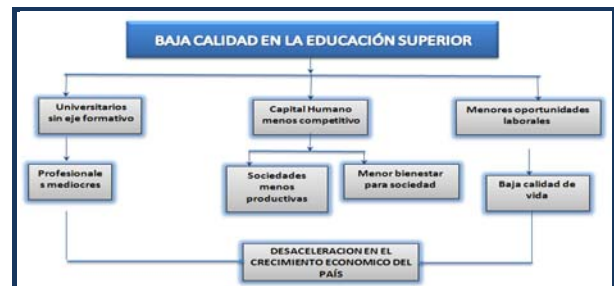 BAJA CALIDAD EN LA EDUCACIÓN SUPERIOR
Universitarios
sin eje formativo
Capital Humano
menos competitivo
Menores oportunidades
laborales
Profesionale
s mediocres
Sociedades
menos
productivas
Menor bienestar
para sociedad
Baja calidad de
vida
DESACELERACION EN EL
CRECIMIENTO ECONOMICO DEL
PAÍS